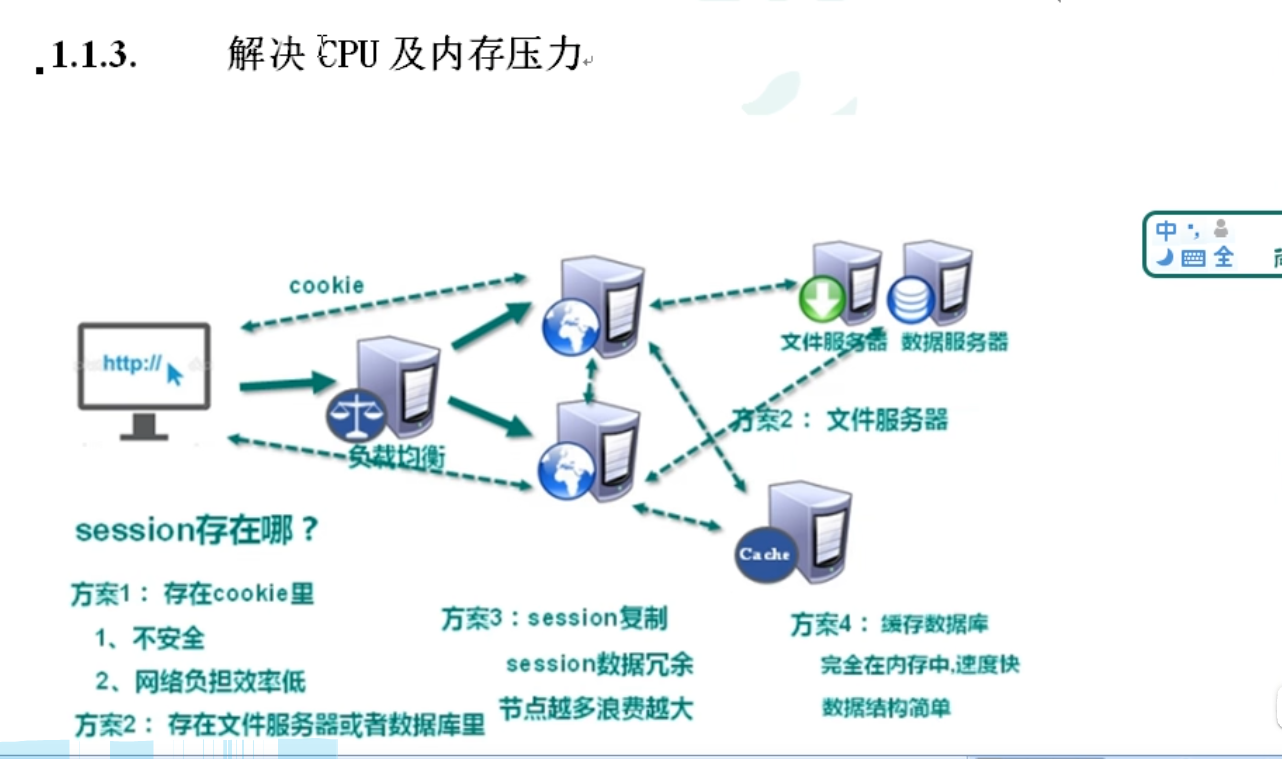 1.1.3. 解决 CPU 及内存压力
中
全
cookie
http://
文件服务器 数据服务器
负载均衡
方案2： 文件服务器
Cache
session存在哪？
方案1： 存在cookie里
1、不安全
2、网络负担效率低
方案2： 存在文件服务器或者数据库里
方案3：session复制
session数据冗余
节点越多浪费越大
方案4： 缓存数据库
完全在内存中,速度快
数据结构简单